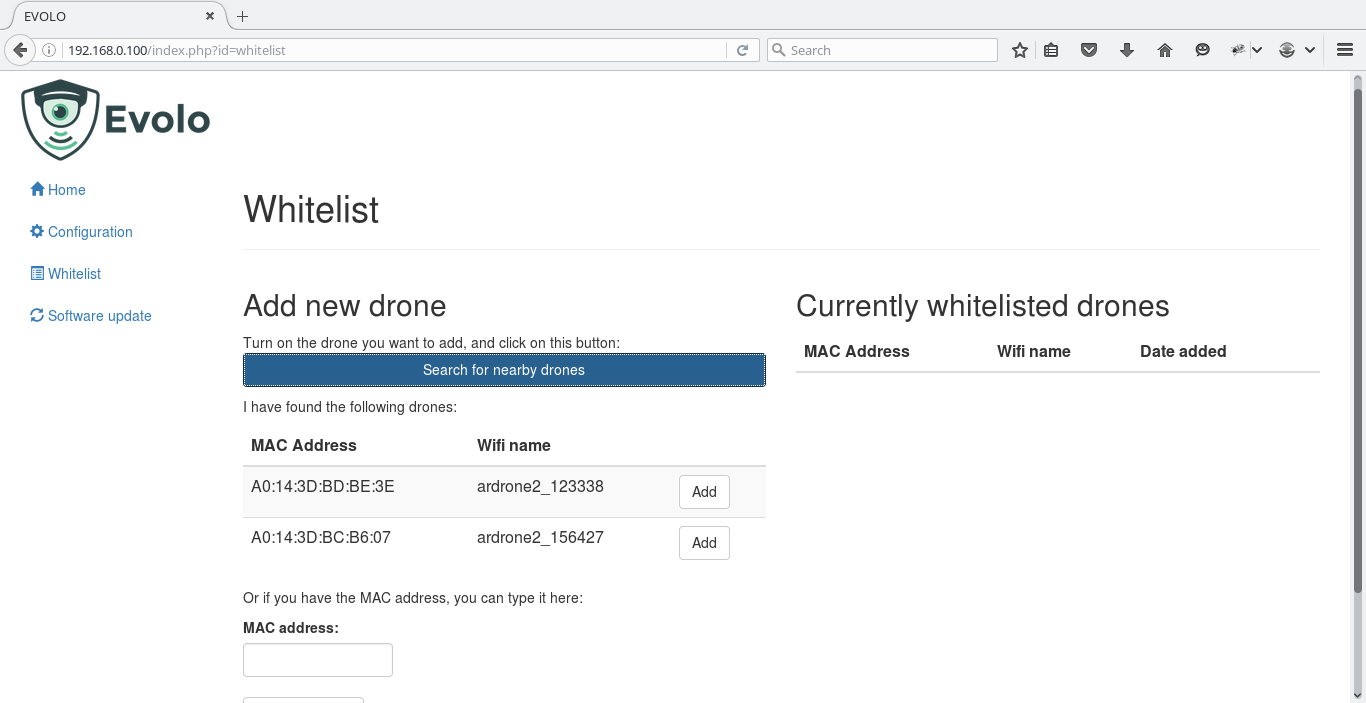 EVOLO
192.168.0.100/index.php?id=whitelist
Search
Evolo
Home
Configuration
Whitelist
Software update
Whitelist
Add new drone
Turn on the drone you want to add, and click on this button:
Search for nearby drones
I have found the following drones:
MAC Address Wifi name
A0:14:3D:BD:BE:3E ardrone2_123338 Add
A0:14:3D:BC:B6:07 ardrone2_156427 Add
Or if you have the MAC address, you can type it here:
MAC address:
Currently whitelisted drones
MAC Address Wifi name Date added